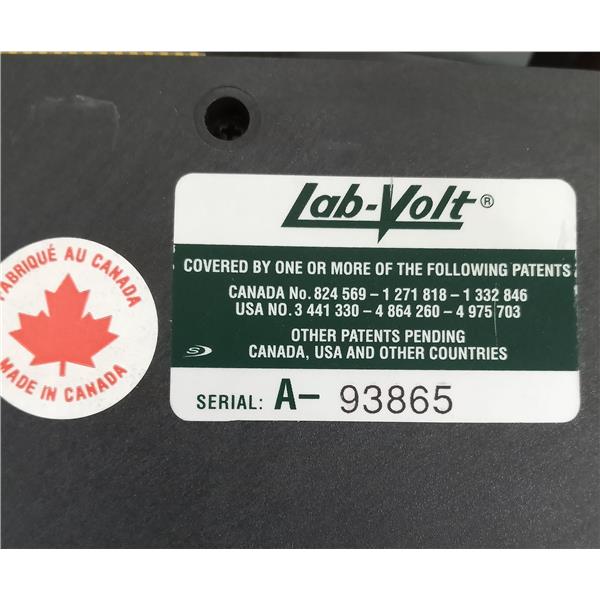 Lab-Volt®
COVERED BY ONE OR MORE OF THE FOLLOWING PATENTS
CANADA No. 824 569 – 1 271 818 – 1 332 846
USA NO. 3 441 330 – 4 864 260 – 4 975 703
OTHER PATENTS PENDING
CANADA, USA AND OTHER COUNTRIES
SERIAL: A– 93865
FABRIQUÉ AU CANADA
MADE IN CANADA